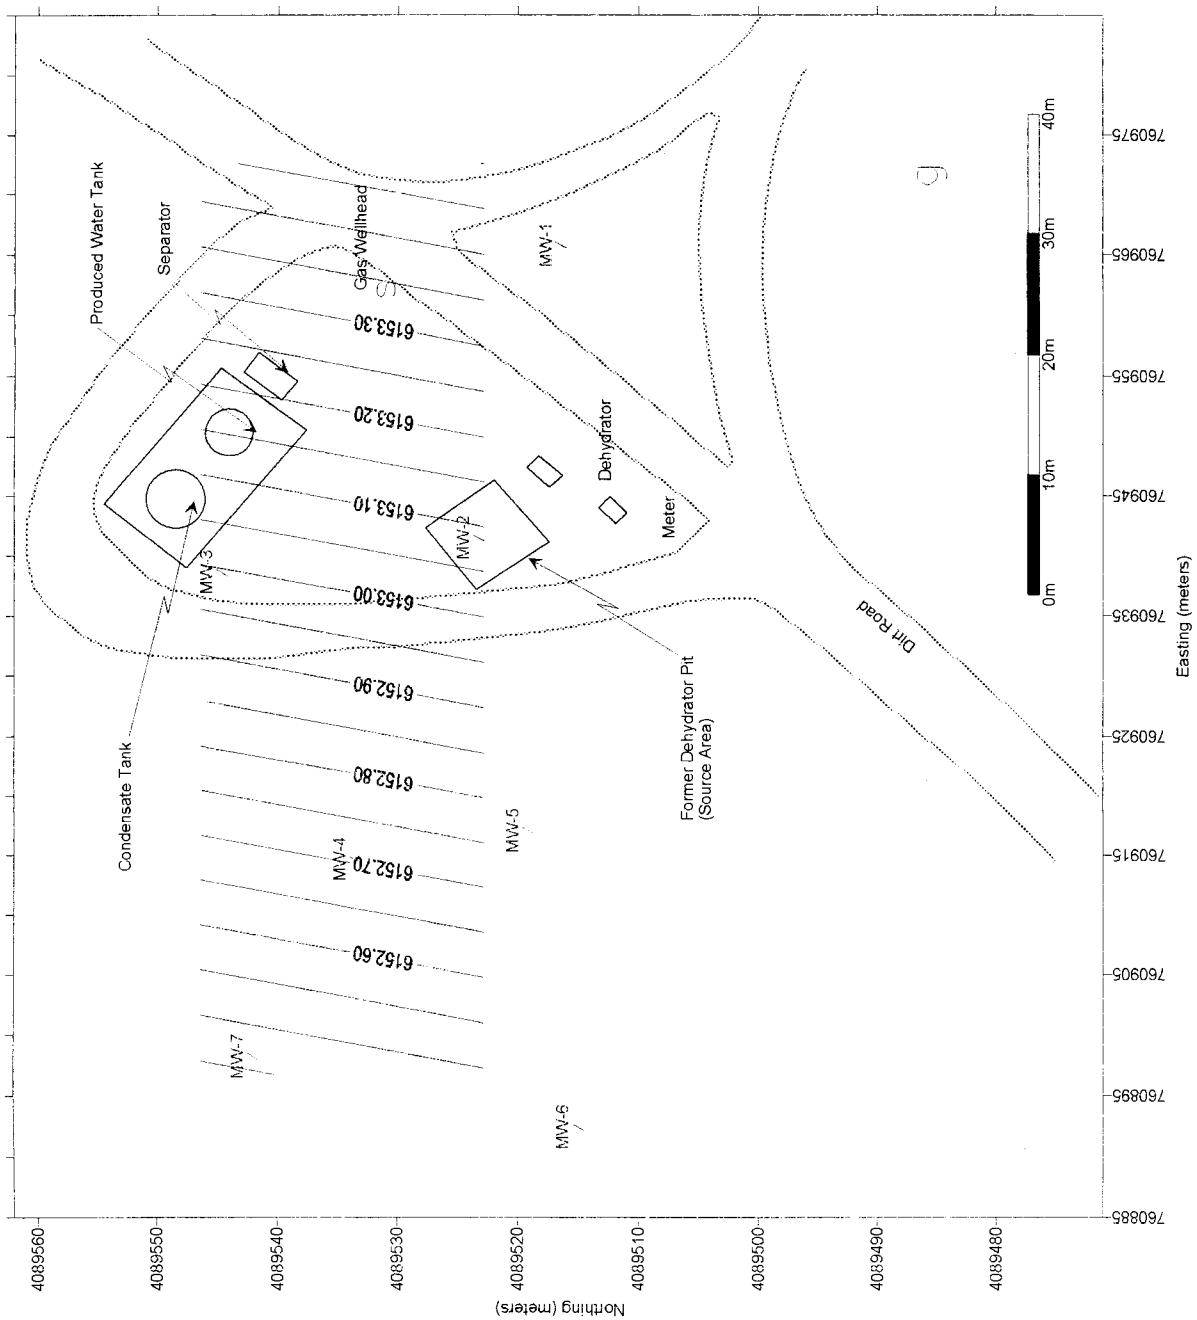 Produced Water Tank
Separator
Gas Wellhead
S
MW-1
g
6153.30
6153.20
6153.10
6153.00
6152.90
6152.80
6152.70
6152.60
Dehydrator
Meter
MW-2
MW-3
Condensate Tank
Former Dehydrator Pit
(Source Area)
Dirt Road
MW-5
MW-4
MW-7
MW-6
0m
10m
20m
30m
40m
760975
760965
760955
760945
760935
760925
760915
760905
760895
760885
Easting (meters)
4089560
4089550
4089540
4089530
4089520
4089510
4089500
4089490
4089480
Northing (meters)